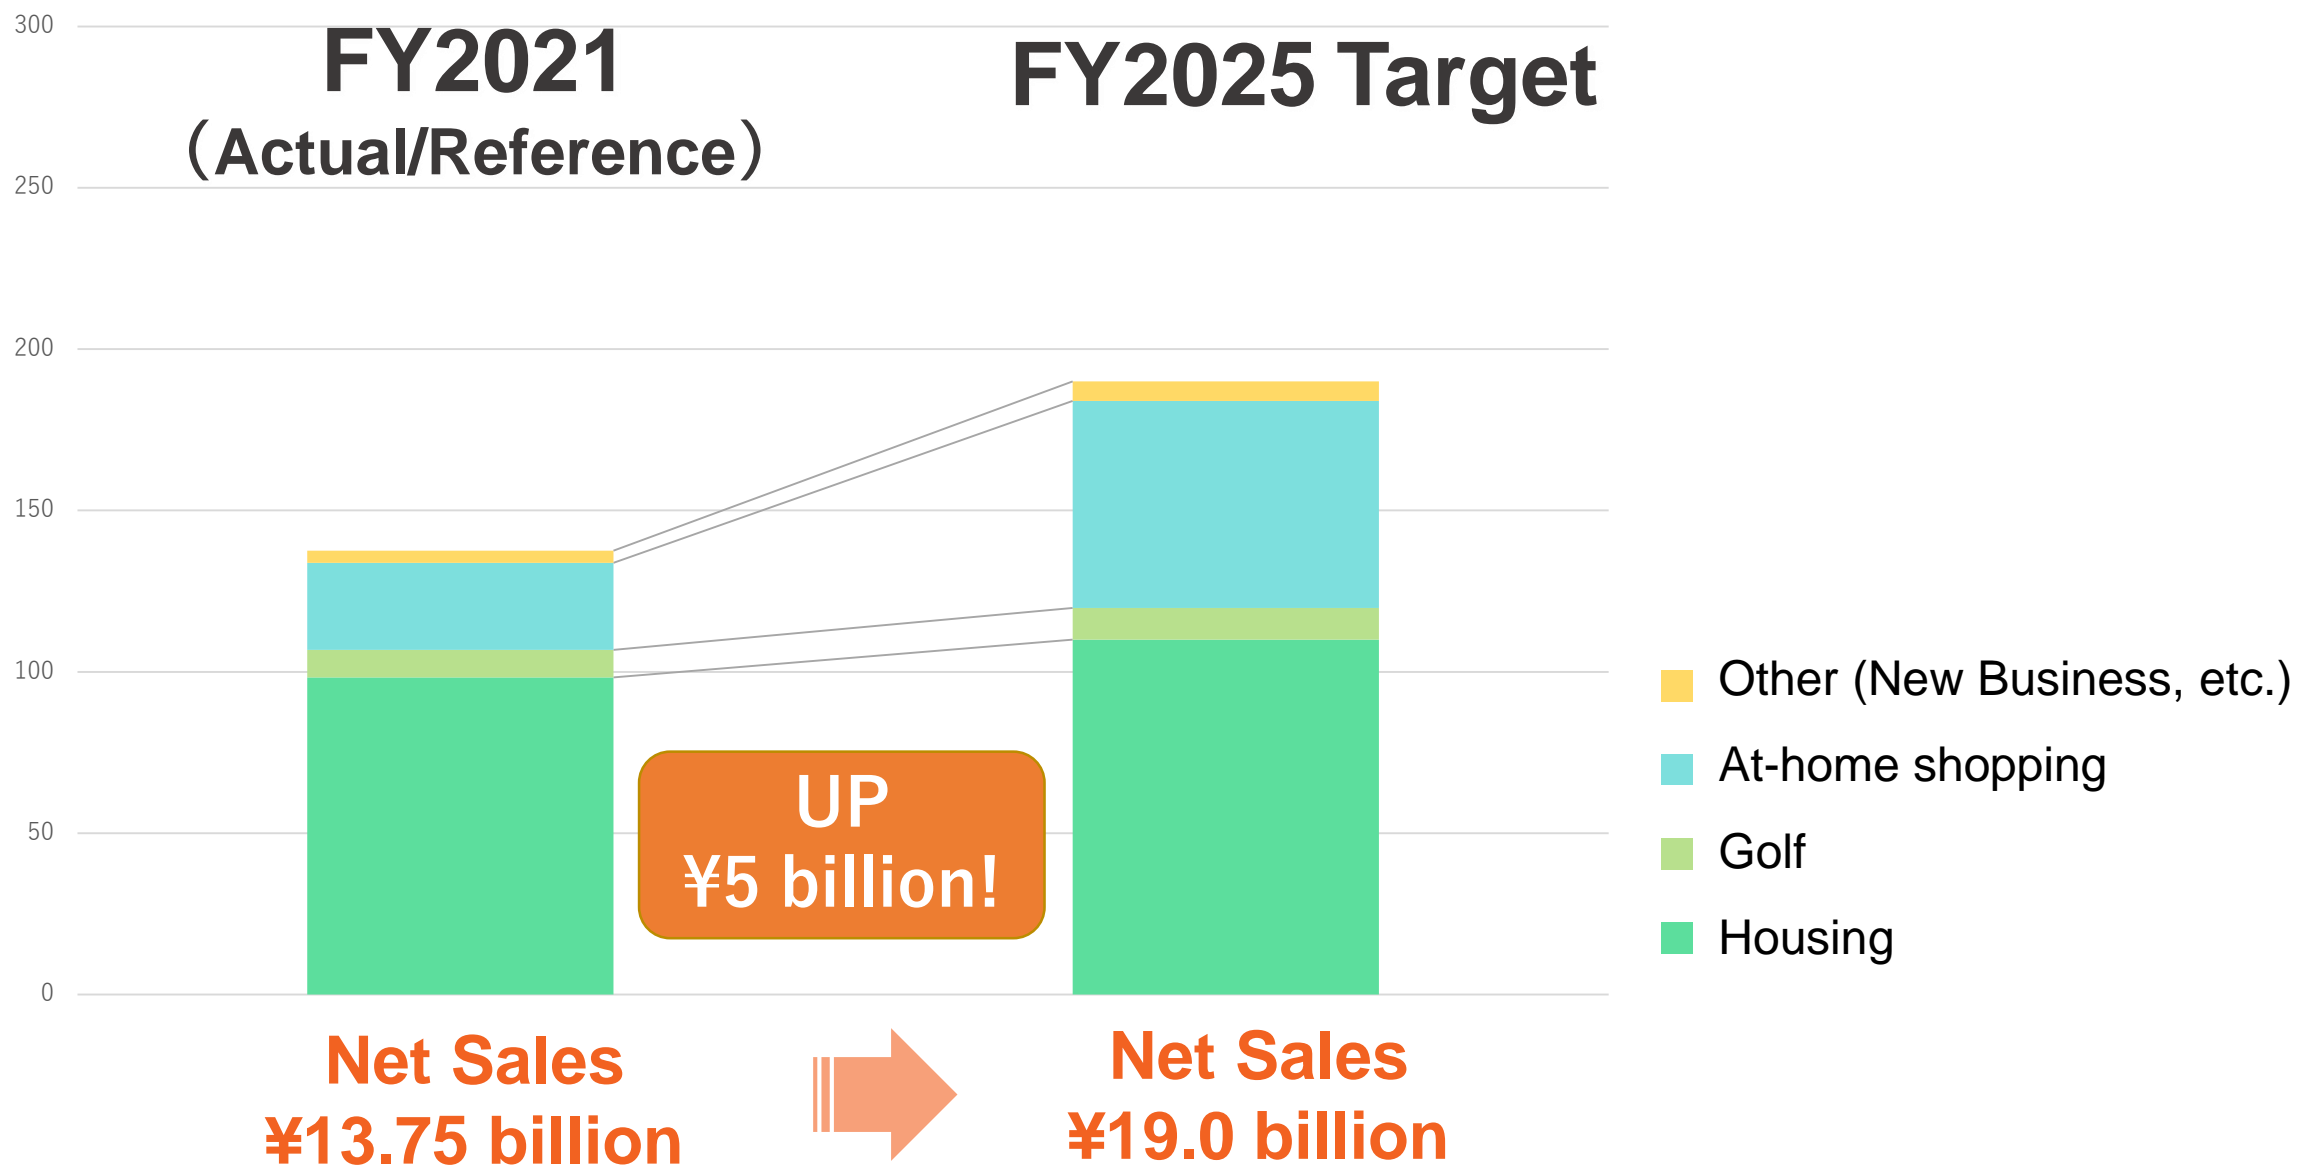 FY2021
（Actual/Reference）
FY2025 Target
300
250
200
150
100
50
0
UP
¥5 billion!
Other (New Business, etc.)
At-home shopping
Golf
Housing
Net Sales
¥13.75 billion
Net Sales
¥19.0 billion